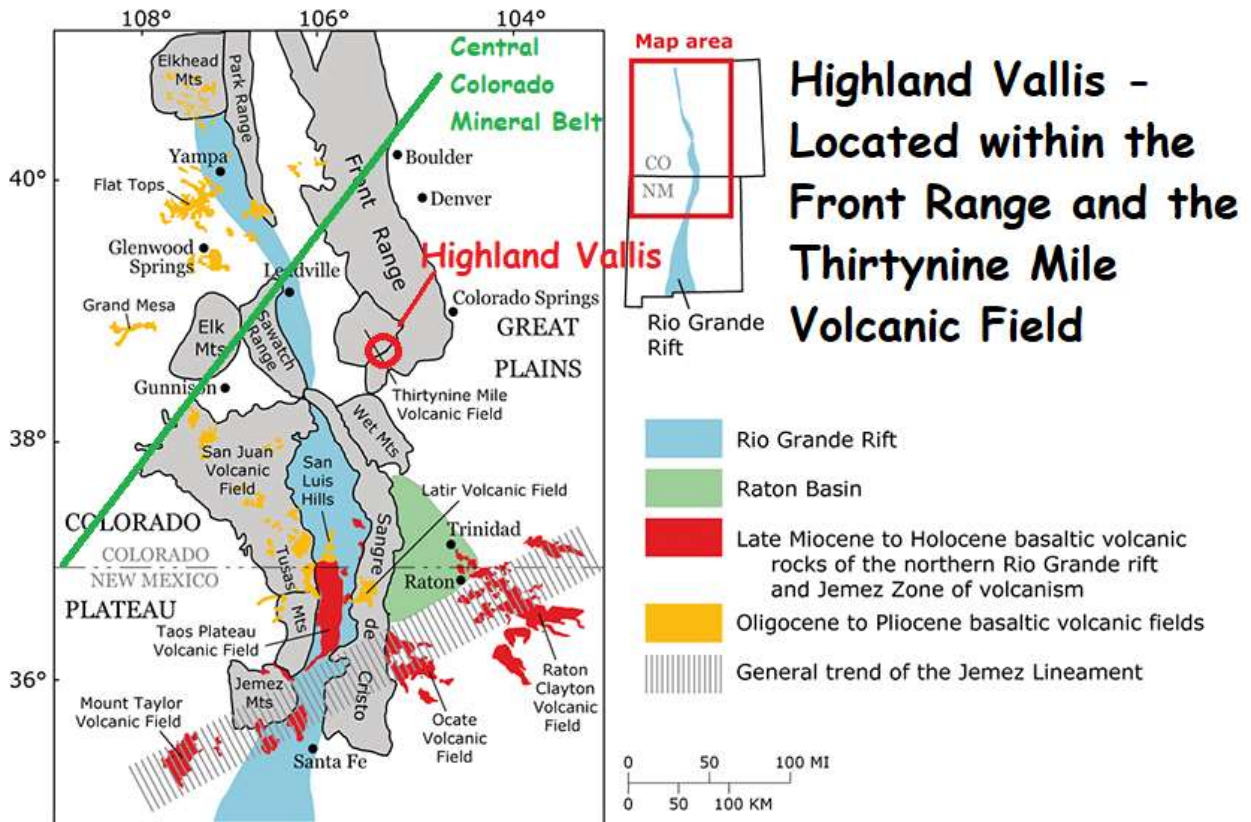 108°
106°
104°
40°
38°
36°
Central
Colorado
Mineral Belt
Elkhead
Mts
Park Range
Yampa
Flat Tops
Glenwood
Springs
Leadville
Grand Mesa
Elk
Mts
Sawatch
Range
Gunnison
Front
Range
Boulder
Denver
Highland Vallis
Colorado Springs
GREAT
PLAINS
Thirtynine Mile
Volcanic Field
Wet Mts
San Juan
Volcanic
Field
San
Luis
Hills
Latir Volcanic Field
COLORADO
COLORADO
NEW MEXICO
PLATEAU
Tusas
Mts
Sangre
de
Cristo
Trinidad
Raton
Taos Plateau
Volcanic Field
Jemez
Mts
Mount Taylor
Volcanic Field
Santa Fe
Ocate
Volcanic
Field
Raton
Clayton
Volcanic
Field
Map area
CO
NM
Rio Grande
Rift
Highland Vallis -
Located within the
Front Range and the
Thirtynine Mile
Volcanic Field
Rio Grande Rift
Raton Basin
Late Miocene to Holocene basaltic volcanic
rocks of the northern Rio Grande rift
and Jemez Zone of volcanism
Oligocene to Pliocene basaltic volcanic fields
General trend of the Jemez Lineament
0 50 100 MI
0 50 100 KM